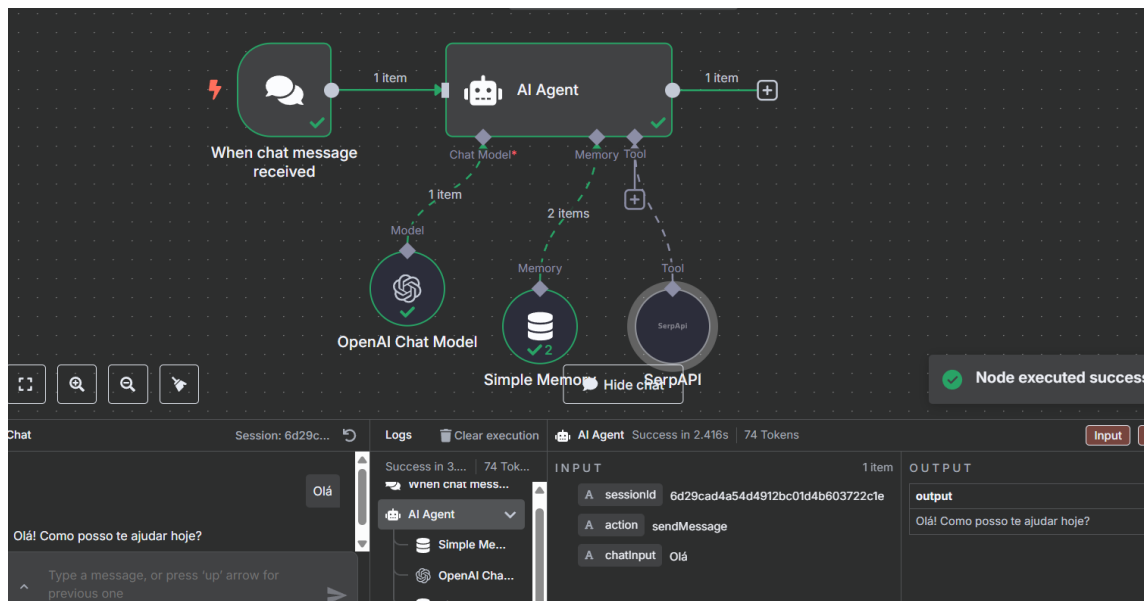 1 item
AI Agent
1 item
When chat message
received
Chat Model*
Memory
Tool
1 item
2 items
Model
Memory
Tool
SerpApi
OpenAI Chat Model
2
Simple Memory
Hide chat
SerpAPI
Node executed success
Chat
Session: 6d29c...
Logs
Clear execution
AI Agent Success in 2.416s 74 Tokens
Input
Success in 3.... 74 Tok...
When chat mess...
AI Agent
Simple Me...
OpenAI Cha...
Olá
Olá! Como posso te ajudar hoje?
Type a message, or press 'up' arrow for
previous one
INPUT
1 item
A sessionId 6d29cad4a54d4912bc01d4b603722c1e
A action sendMessage
A chatInput Olá
OUTPUT
output
Olá! Como posso te ajudar hoje?